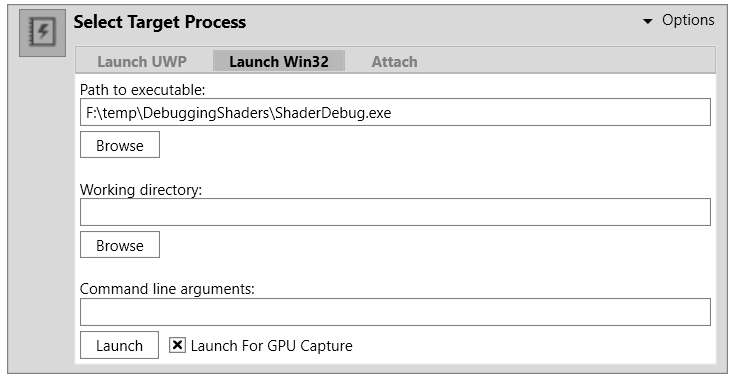 Select Target Process
Options
Launch UWP Launch Win32 Attach
Path to executable:
F:\temp\DebuggingShaders\ShaderDebug.exe
Browse
Working directory:
Browse
Command line arguments:
Launch Launch For GPU Capture